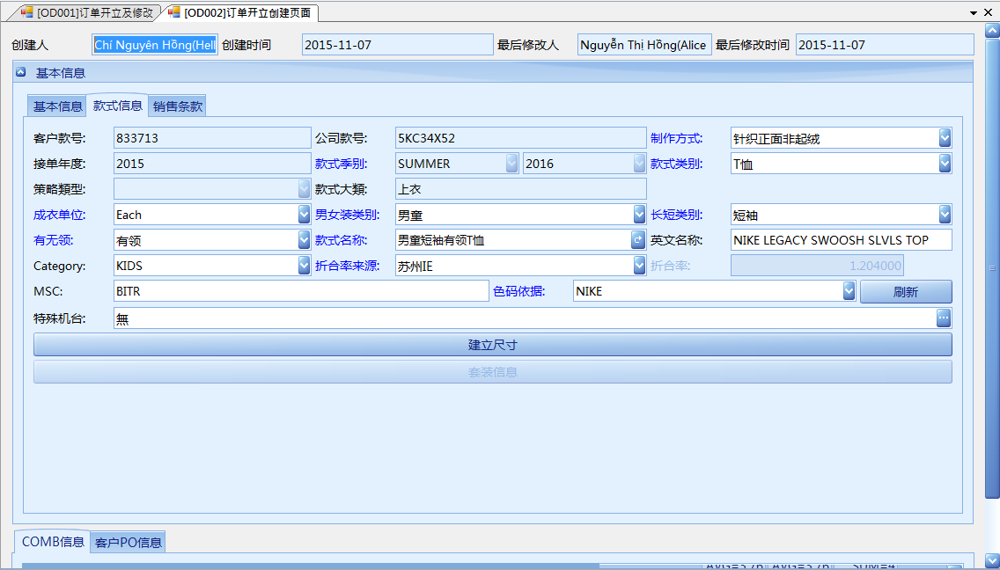 [OD001]订单开立及修改 [OD002]订单开立创建页面
创建人 Chí Nguyên Hồng(Hell 创建时间 2015-11-07 最后修改人 Nguyễn Thị Hồng(Alice 最后修改时间 2015-11-07
基本信息
基本信息 款式信息 销售条款
客户款号: 833713 公司款号: 5KC34X52 制作方式: 针织正面非起绒
接单年度: 2015 款式季别: SUMMER 2016 款式类别: T恤
策略類型: 款式大類: 上衣
成衣单位: Each 男女装类别: 男童 长短类别: 短袖
有无领: 有领 款式名称: 男童短袖有领T恤 英文名称: NIKE LEGACY SWOOSH SLVLS TOP
Category: KIDS 折合率来源: 苏州IE 折合率: 1.204000
MSC: BITR 色码依据: NIKE 刷新
特殊机台: 無
建立尺寸
套装信息
COMB信息 客户PO信息